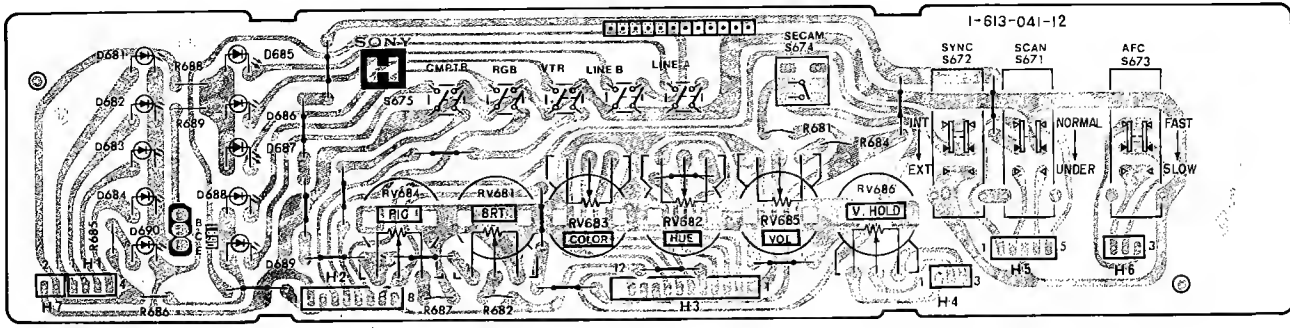 1-613-041-12
SONY
H
S675
CMPTR
RGB
VTR
LINE B
LINE A
SECAM
S674
SYNC
S672
SCAN
S671
AFC
S673
D681
D682
D683
D684
D690
R688
R689
D685
D686
D687
D688
D689
R685
R686
R681
R684
INT
EXT
NORMAL
UNDER
FAST
SLOW
RV684
PIC
RV681
BRT
RV683
COLOR
RV682
HUE
RV685
VOL
RV686
V. HOLD
4
H2
8
R687
R682
12
H3
1
1
3
H4
1
5
H5
3
H6